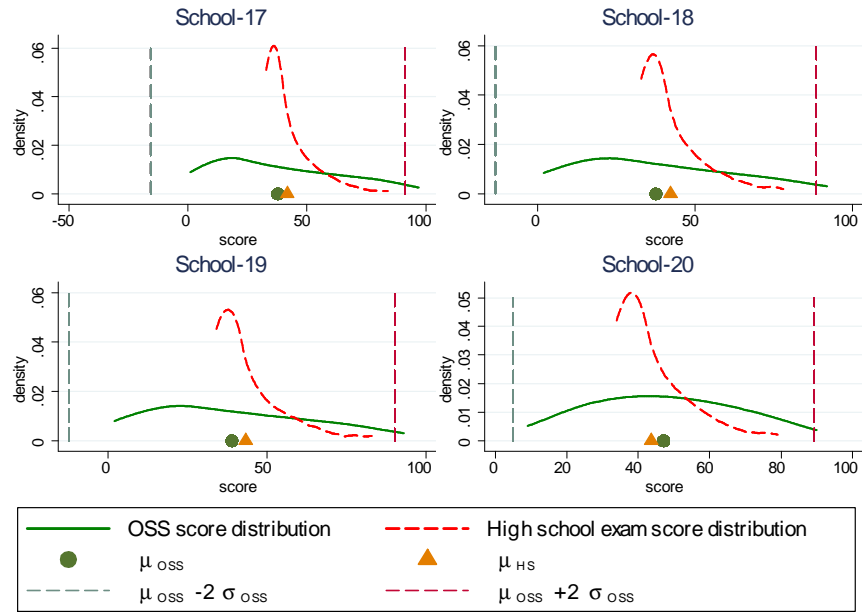 School-17
School-18
density
0 .02 .04 .06
-50 0 50 100
score
density
0 .02 .04 .06
0 50 100
score
School-19
School-20
density
0 .02 .04 .06
0 50 100
score
density
0 .01 .02 .03 .04 .05
0 20 40 60 80 100
score
OSS score distribution
High school exam score distribution
μ OSS
μ HS
μ OSS -2 σ OSS
μ OSS +2 σ OSS